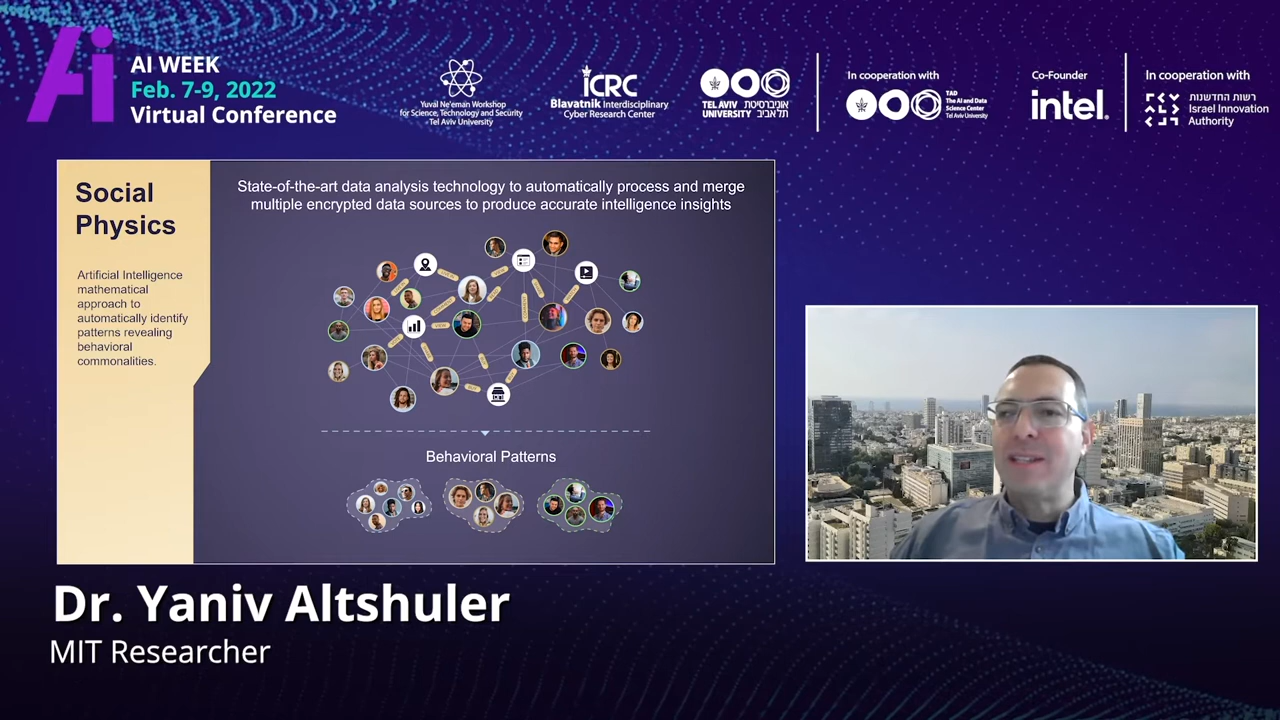 Ai
AI WEEK
Feb. 7-9, 2022
Virtual Conference
Yuval Ne'eman Workshop
for Science, Technology and Security
Tel Aviv University
iCRC
Blavatnik Interdisciplinary
Cyber Research Center
TEL AVIV אוניברסיטת
UNIVERSITY תל אביב
In cooperation with
TAD
The AI and Data
Science Center
Tel Aviv University
Co-Founder
intel.
In cooperation with
רשות החדשנות
Israel Innovation
Authority
Social
Physics
Artificial Intelligence
mathematical
approach to
automatically identify
patterns revealing
behavioral
commonalities.
State-of-the-art data analysis technology to automatically process and merge
multiple encrypted data sources to produce accurate intelligence insights
VIEW
Behavioral Patterns
Dr. Yaniv Altshuler
MIT Researcher